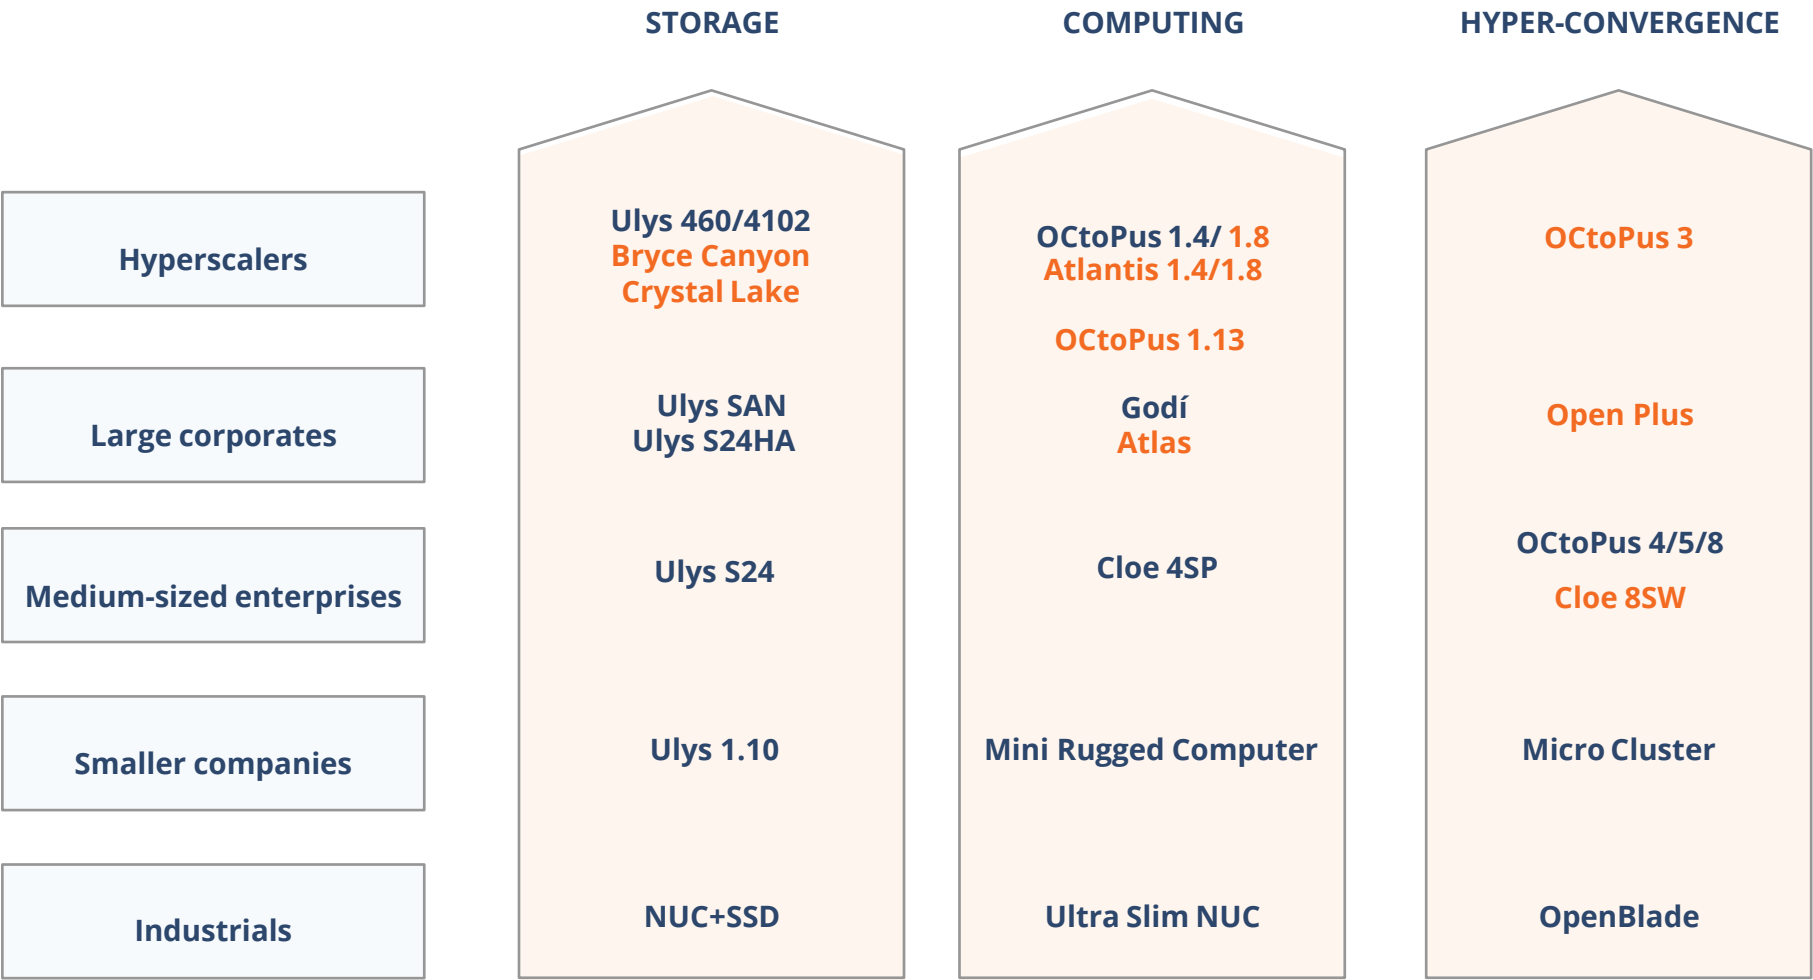 STORAGE
COMPUTING
HYPER-CONVERGENCE
Hyperscalers
Ulys 460/4102
Bryce Canyon
Crystal Lake
OCtoPus 1.4/ 1.8
Atlantis 1.4/1.8
OCtoPus 1.13
OCtoPus 3
Large corporates
Ulys SAN
Ulys S24HA
Godí
Atlas
Open Plus
Medium-sized enterprises
Ulys S24
Cloe 4SP
OCtoPus 4/5/8
Cloe 8SW
Smaller companies
Ulys 1.10
Mini Rugged Computer
Micro Cluster
Industrials
NUC+SSD
Ultra Slim NUC
OpenBlade